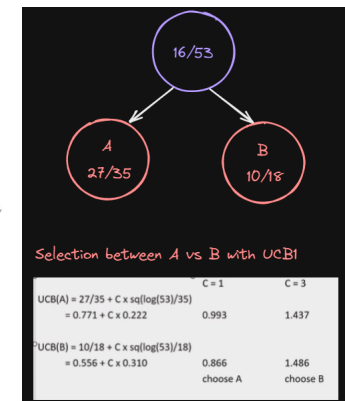 16/53
A
27/35
B
10/18
Selection between A vs B with UCB1
C = 1 C = 3
UCB(A) = 27/35 + C x sq(log(53)/35)
= 0.771 + C x 0.222 0.993 1.437
UCB(B) = 10/18 + C x sq(log(53)/18)
= 0.556 + C x 0.310 0.866 1.486
choose A choose B